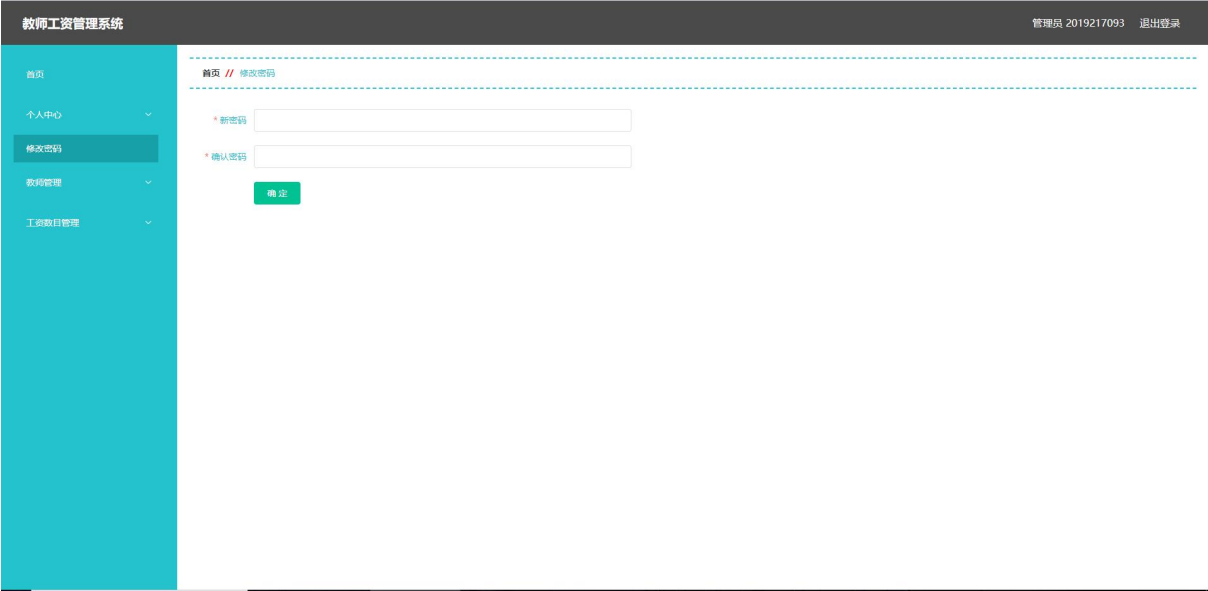 教师工资管理系统
管理员 2019217093 退出登录
首页
个人中心
修改密码
教师管理
工资数目管理
首页 // 修改密码
* 新密码
* 确认密码
确定